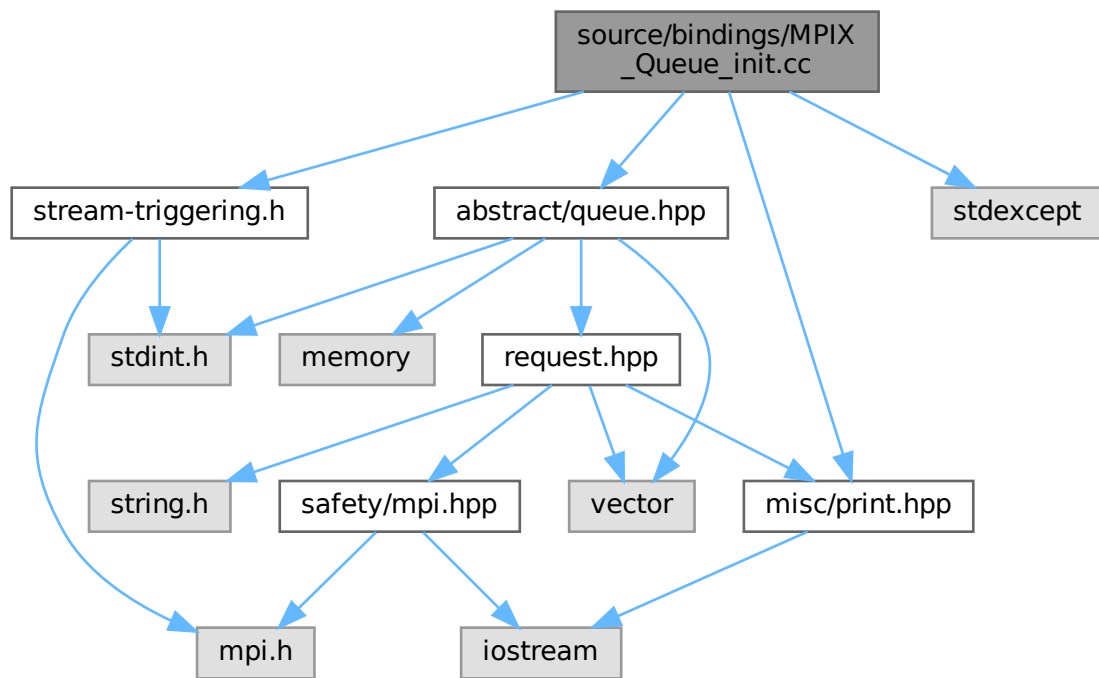 source/bindings/MPIX
_Queue_init.cc
stream-triggering.h
abstract/queue.hpp
stdexcept
stdint.h
memory
request.hpp
string.h
safety/mpi.hpp
vector
misc/print.hpp
mpi.h
iostream